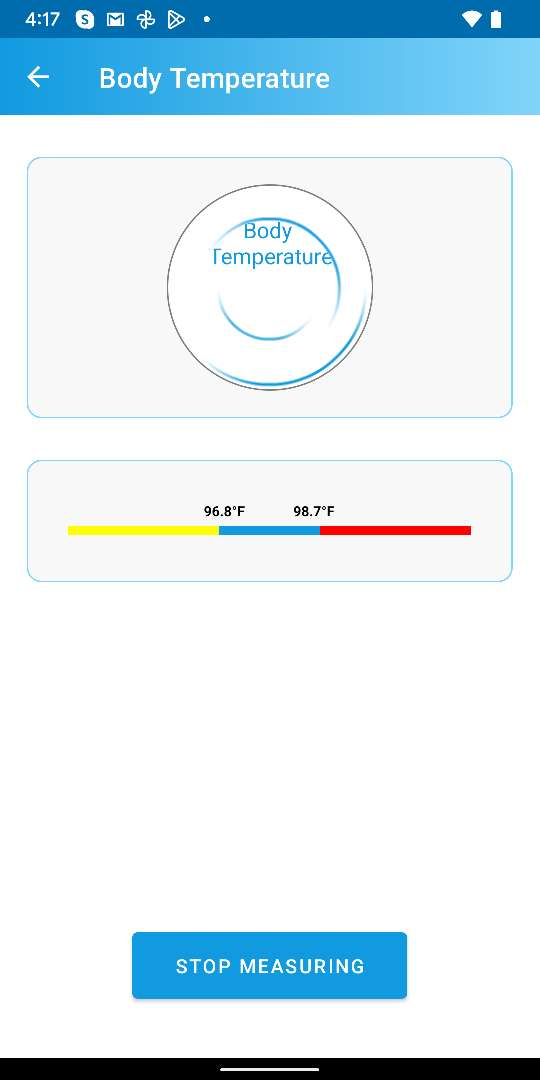 4:17
Body Temperature
Body
Temperature
96.8°F 98.7°F
STOP MEASURING